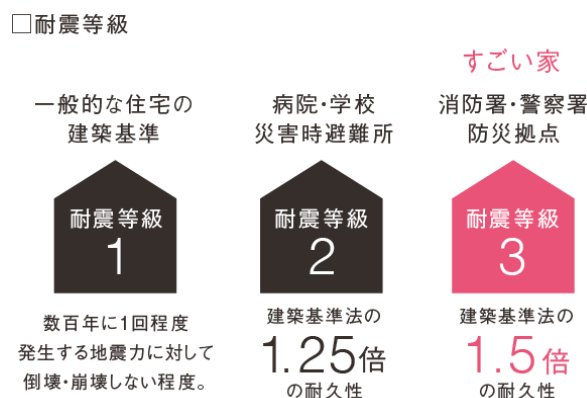 □耐震等級
一般的な住宅の
建築基準
耐震等級
1
数百年に1回程度
発生する地震力に対して
倒壊・崩壊しない程度。
病院・学校
災害時避難所
耐震等級
2
建築基準法の
1.25倍
の耐久性
すごい家
消防署・警察署
防災拠点
耐震等級
3
建築基準法の
1.5倍
の耐久性